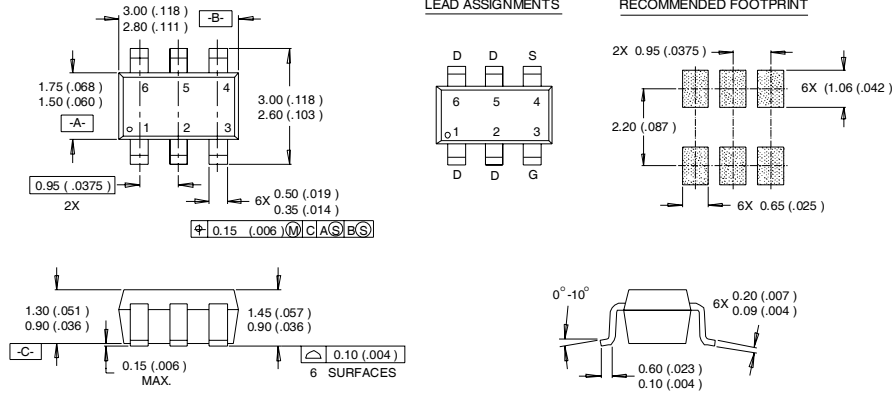 LEAD ASSIGNMENTS
RECOMMENDED FOOTPRINT
3.00 (.118 )
2.80 (.111 )
-B-
1.75 (.068 )
1.50 (.060 )
-A-
6 5 4
1 2 3
3.00 (.118 )
2.60 (.103 )
0.95 ( .0375 )
2X
6X 0.50 (.019 )
0.35 (.014 )
⌖ 0.15 (.006 ) Ⓜ C A Ⓢ B Ⓢ
D D S
6 5 4
1 2 3
D D G
2X 0.95 (.0375 )
6X (1.06 (.042 )
2.20 (.087 )
6X 0.65 (.025 )
1.30 (.051 )
0.90 (.036 )
-C-
1.45 (.057 )
0.90 (.036 )
0.15 (.006 )
MAX.
⌓ 0.10 (.004 )
6 SURFACES
0° -10°
6X 0.20 (.007 )
0.09 (.004 )
0.60 (.023 )
0.10 (.004 )